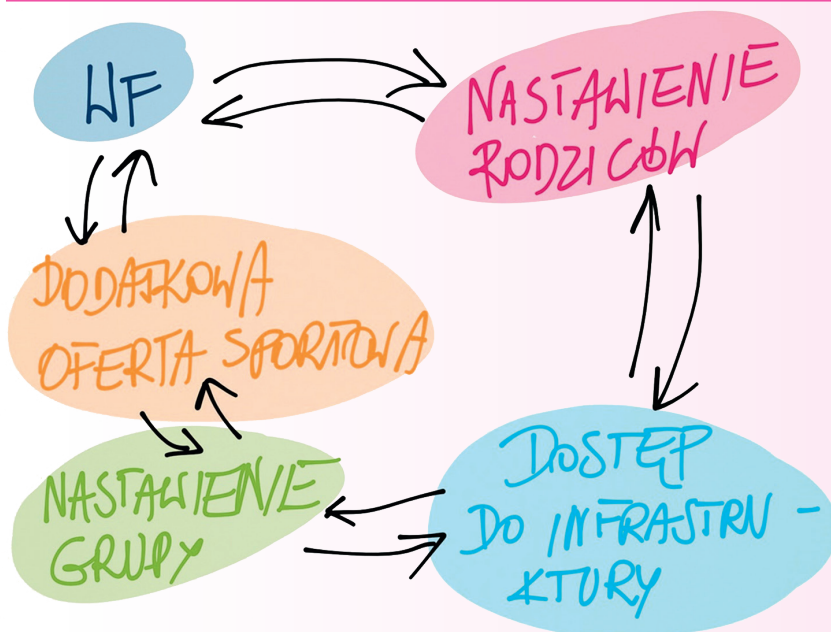 WF
NASTAWIENIE
RODZICÓW
DODATKOWA
OFERTA SPORTOWA
NASTAWIENIE
GRUPY
DOSTĘP
DO INFRASTRU-
KTURY